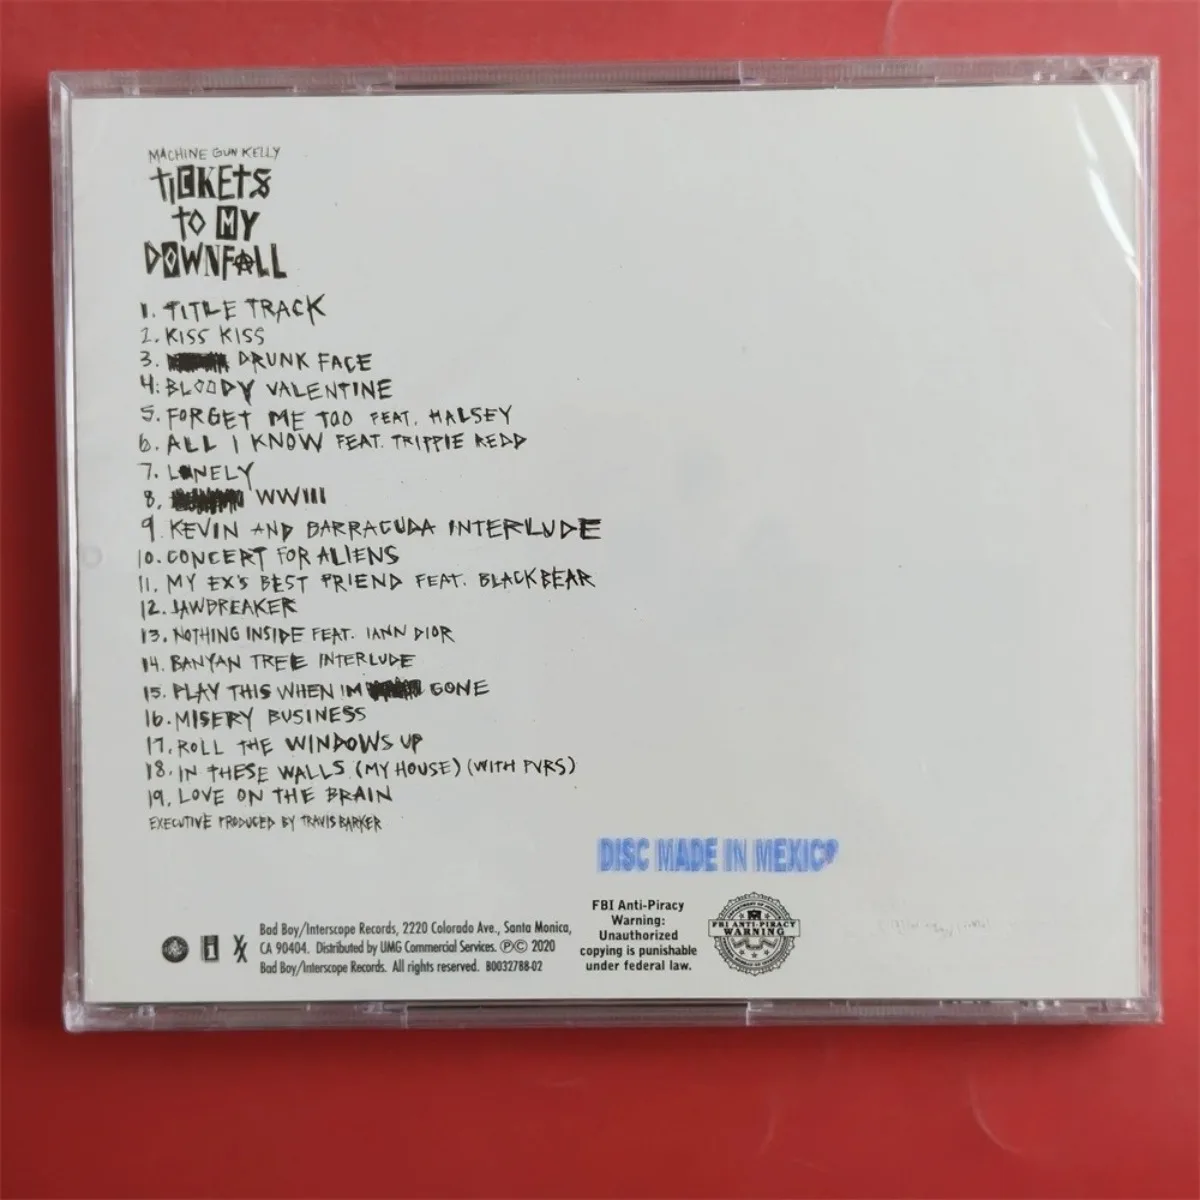 MACHINE GUN KELLY
TICKETS
TO MY
DOWNFALL
1. TITLE TRACK
2. KISS KISS
3. DRUNK FACE
4. BLOODY VALENTINE
5. FORGET ME TOO FEAT. HALSEY
6. ALL I KNOW FEAT. TRIPPIE REDD
7. LONELY
8. WWIII
9. KEVIN AND BARRACUDA INTERLUDE
10. CONCERT FOR ALIENS
11. MY EX'S BEST FRIEND FEAT. BLACKBEAR
12. JAWBREAKER
13. NOTHING INSIDE FEAT. IANN DIOR
14. BANYAN TREE INTERLUDE
15. PLAY THIS WHEN I'M GONE
16. MISERY BUSINESS
17. ROLL THE WINDOWS UP
18. IN THESE WALLS (MY HOUSE) (WITH PVRS)
19. LOVE ON THE BRAIN
EXECUTIVE PRODUCED BY TRAVIS BARKER
DISC MADE IN MEXICO
Bad Boy/Interscope Records, 2220 Colorado Ave., Santa Monica,
CA 90404. Distributed by UMG Commercial Services. ℗© 2020
Bad Boy/Interscope Records. All rights reserved. B0032788-02
FBI Anti-Piracy
Warning:
Unauthorized
copying is punishable
under federal law.
FBI ANTI-PIRACY
WARNING